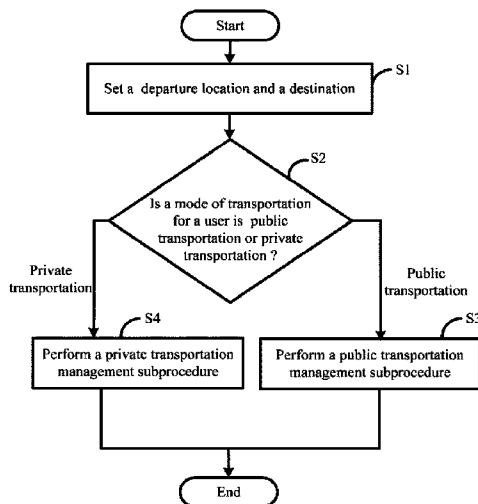 Start
S1
Set a departure location and a destination
S2
Is a mode of transportation
for a user is public
transportation or private
transportation ?
Private
transportation
Public
transportation
S4
S3
Perform a private transportation
management subprocedure
Perform a public transportation
management subprocedure
End